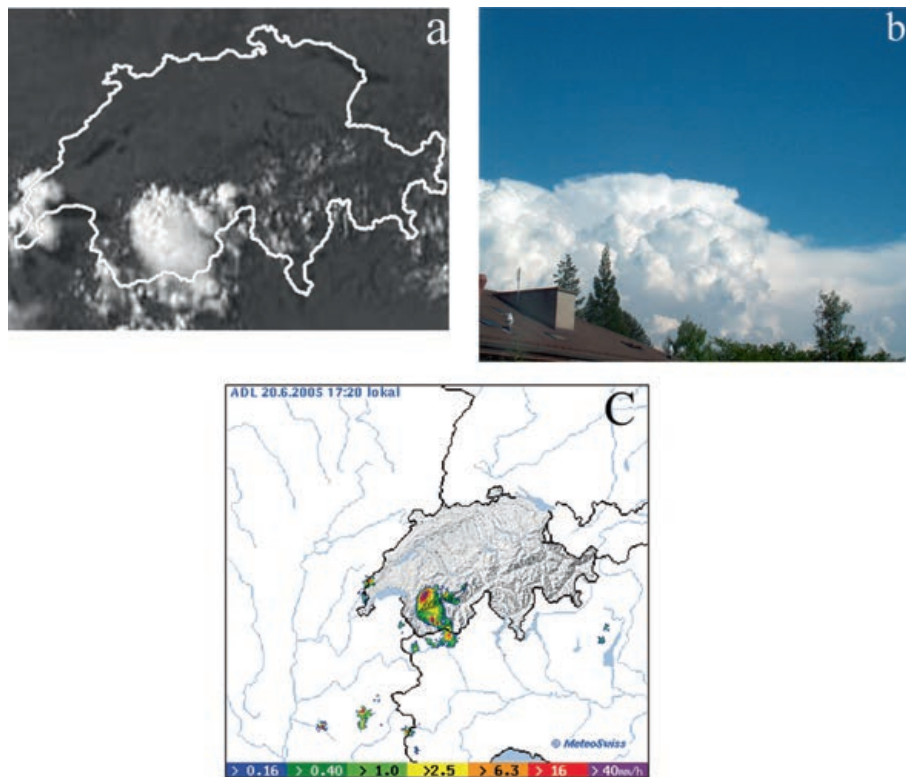 a
b
ADL 20.6.2005 17:20 lokal
C
© MeteoSwiss
> 0.16 > 0.40 > 1.0 >2.5 > 6.3 > 16 > 40mm/h